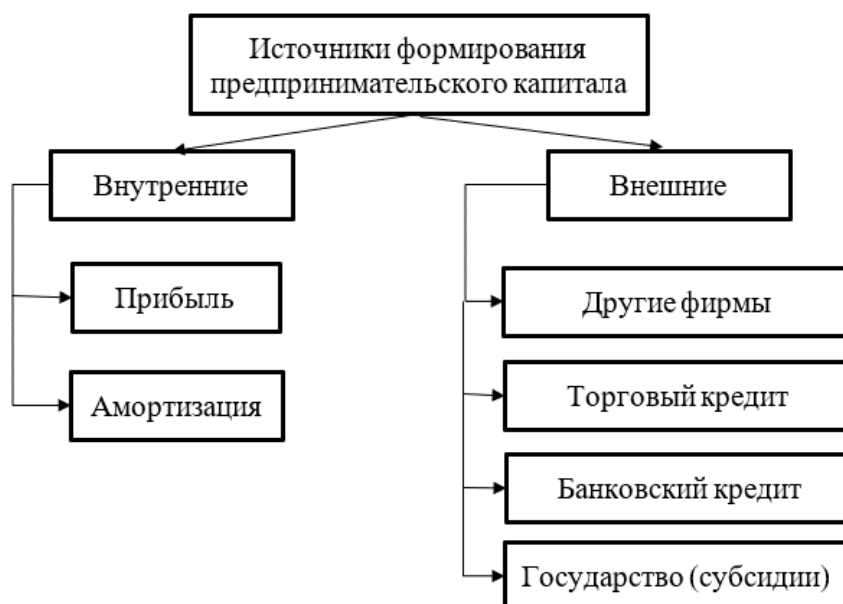 Источники формирования
предпринимательского капитала
Внутренние
Внешние
Прибыль
Амортизация
Другие фирмы
Торговый кредит
Банковский кредит
Государство (субсидии)